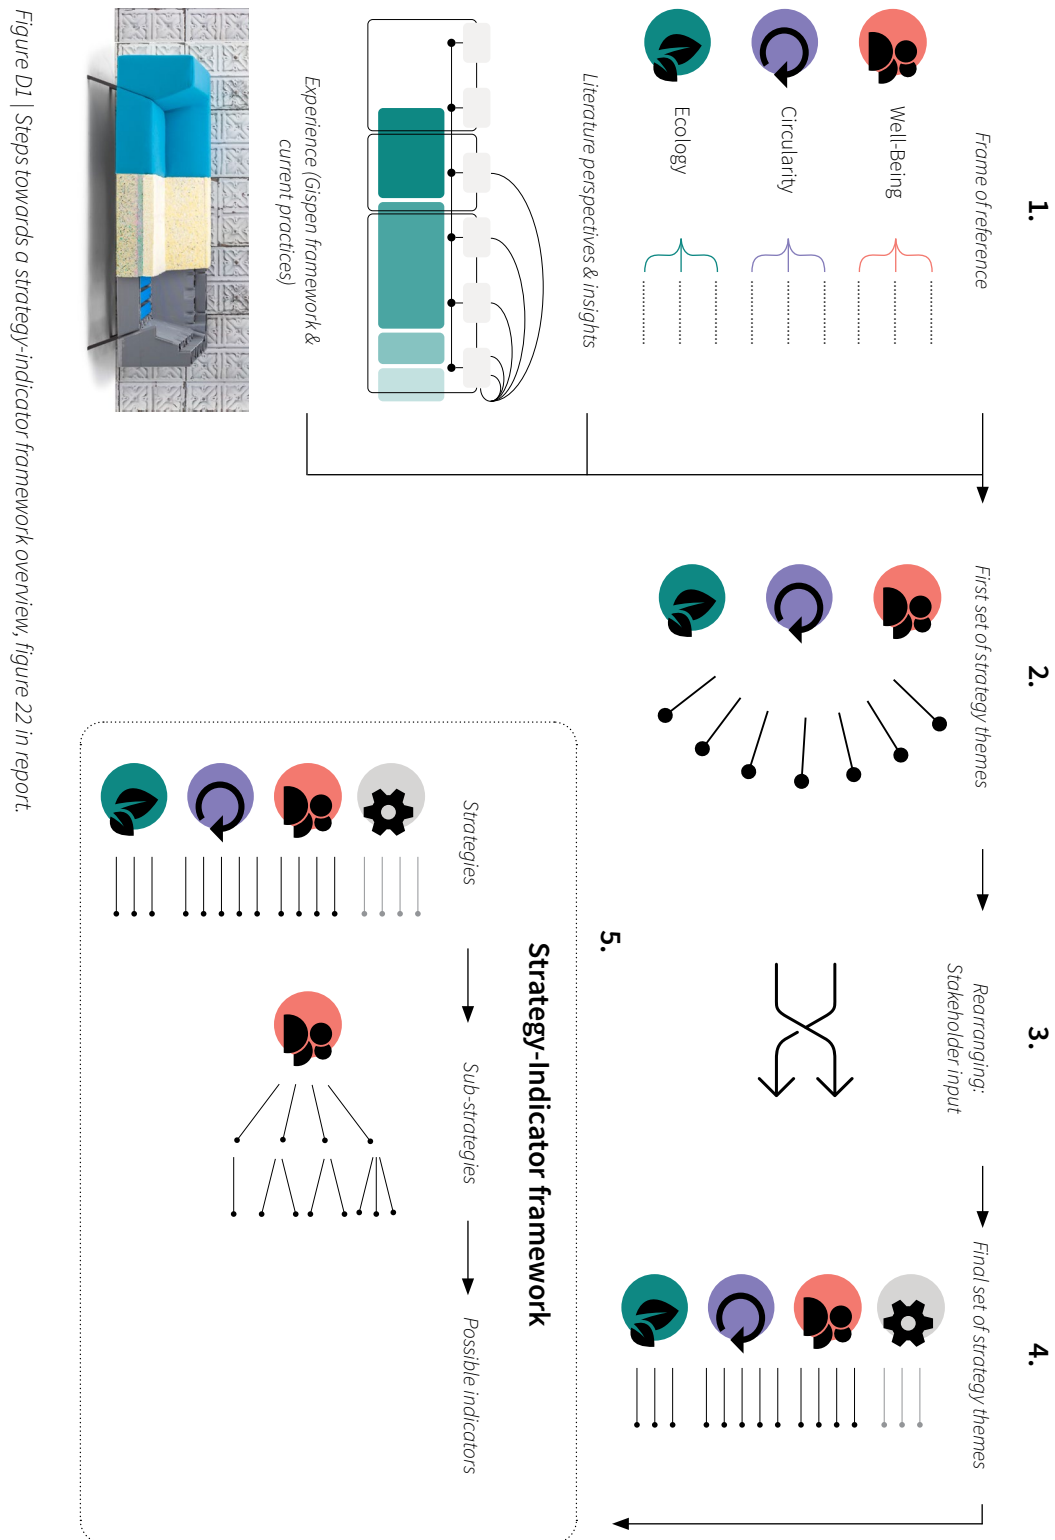 1.
Frame of reference
Well-Being
Circularity
Ecology
Literature perspectives & insights
Experience (Gispen framework &
current practices)
2.
First set of strategy themes
3.
Rearranging:
Stakeholder input
4.
Final set of strategy themes
5.
Strategy-Indicator framework
Strategies
Sub-strategies
Possible indicators
Figure D1 | Steps towards a strategy-indicator framework overview, figure 22 in report.